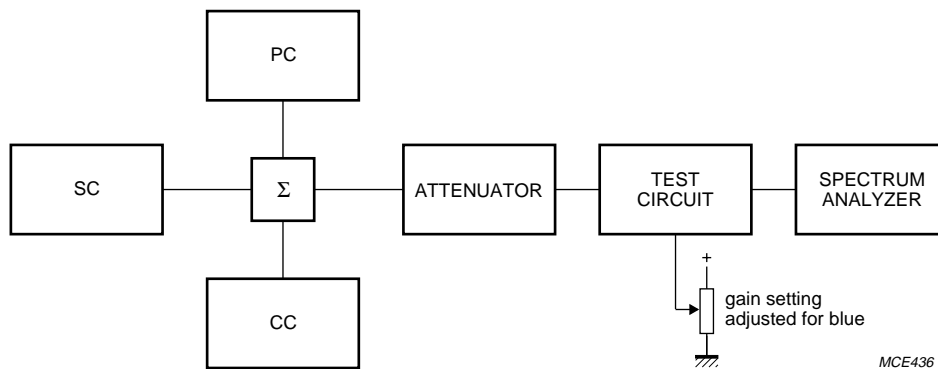 PC
SC
Σ
ATTENUATOR
TEST
CIRCUIT
SPECTRUM
ANALYZER
CC
+
gain setting
adjusted for blue
MCE436